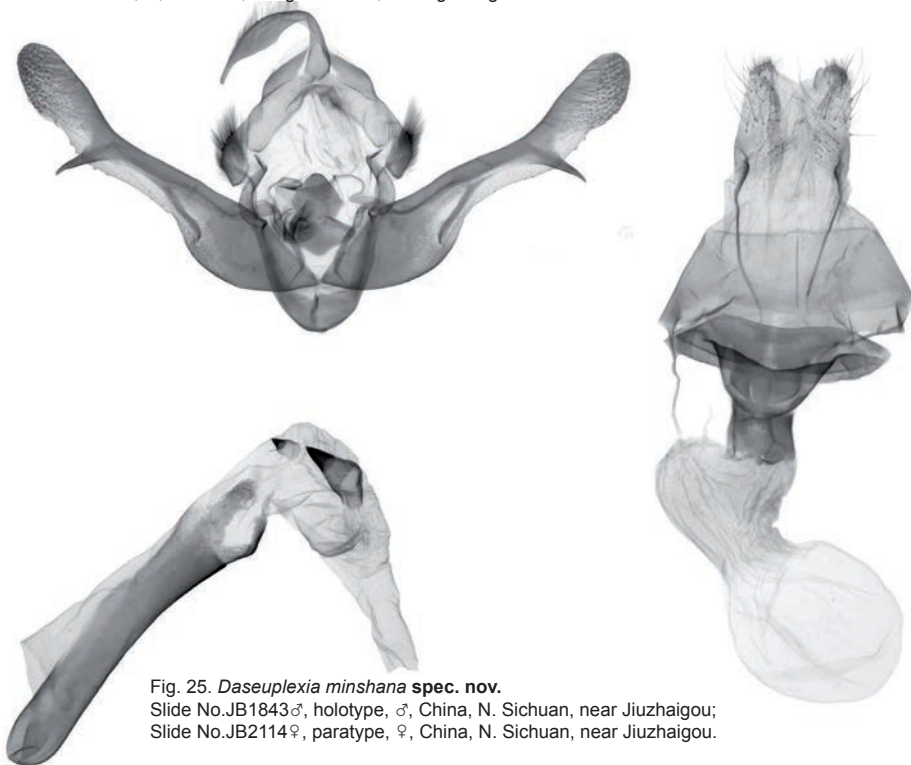 Fig. 25. Daseuplexia minshana spec. nov.
Slide No.JB1843♂, holotype, ♂, China, N. Sichuan, near Jiuzhaigou;
Slide No.JB2114♀, paratype, ♀, China, N. Sichuan, near Jiuzhaigou.